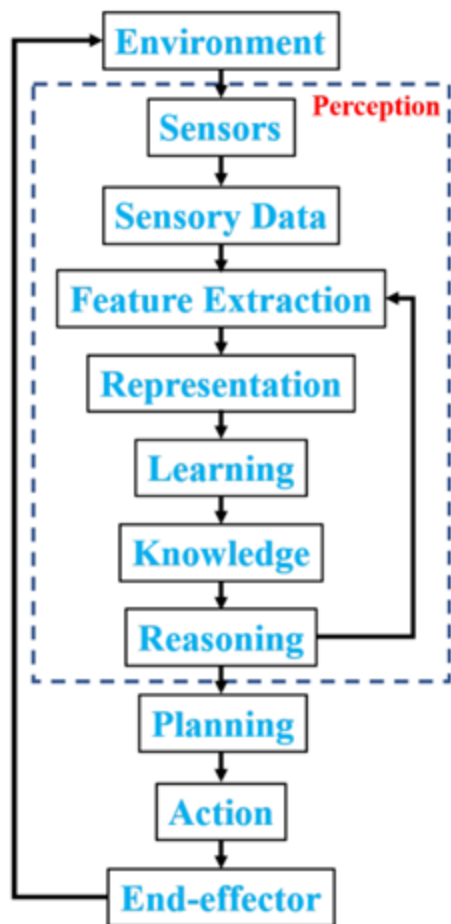 Environment
Perception
Sensors
Sensory Data
Feature Extraction
Representation
Learning
Knowledge
Reasoning
Planning
Action
End-effector